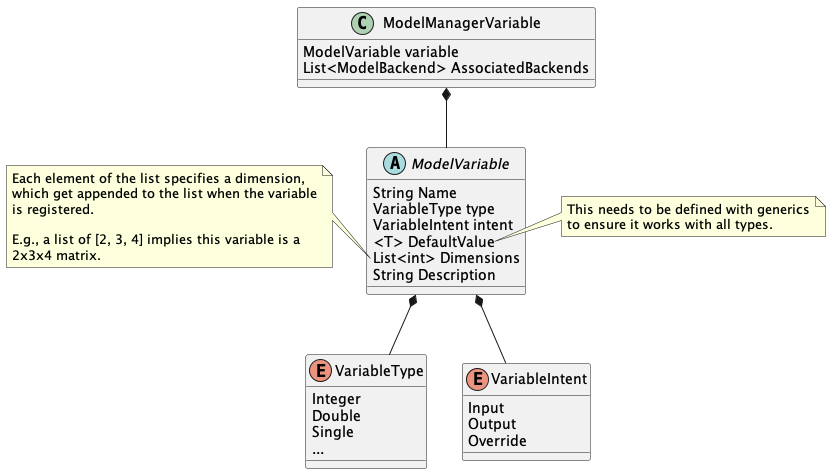 C ModelManagerVariable
ModelVariable variable
List<ModelBackend> AssociatedBackends
A ModelVariable
String Name
VariableType type
VariableIntent intent
<T> DefaultValue
List<int> Dimensions
String Description
Each element of the list specifies a dimension,
which get appended to the list when the variable
is registered.
E.g., a list of [2, 3, 4] implies this variable is a
2x3x4 matrix.
This needs to be defined with generics
to ensure it works with all types.
E VariableType
Integer
Double
Single
...
E VariableIntent
Input
Output
Override